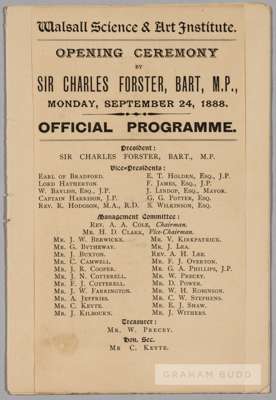 Walsall Science & Art Institute.
OPENING CEREMONY
BY
SIR CHARLES FORSTER, BART, M.P.,
MONDAY, SEPTEMBER 24, 1888.
OFFICIAL PROGRAMME.
President:
SIR CHARLES FORSTER, BART., M.P.
Vice-Presidents:
EARL OF BRADFORD. E. T. HOLDEN, ESQ., J.P.
LORD HATHERTON. F. JAMES, ESQ., J.P.
W. BAYLISS, ESQ., J.P. J. LINDOP, ESQ., MAYOR.
CAPTAIN HARRISON, J.P. G. G. POTTER, ESQ.
REV. R. HODGSON, M.A., R.D. S. WILKINSON, ESQ.
Management Committee:
REV. A. A. COLE, Chairman.
MR. H. D. CLARK, Vice-Chairman.
MR. J. W. BERWICKE. MR. V. KIRKPATRICK.
MR. G. BYTHEWAY. MR. J. LEA.
MR. J. BUXTON. REV. A. H. LEE.
MR. C. CAMWELL. MR. F. J. OVERTON.
MR. J. R. COOPER. MR. G. A. PHILLIPS, J.P.
MR. J. N. COTTERELL. MR. W. PRECEY.
MR. F. J. COTTERELL. MR. D. POWER.
MR. J. W. FARRINGTON. MR. W. H. ROBINSON.
MR. A. JEFFRIES. MR. C. W. STEPHENS.
MR. C. KEYTE. MR. E. J. SHAW.
MR. J. KILBOURN. MR. J. WITHERS.
Treasurer:
MR. W. PRECEY.
Hon. Sec.
MR C. KEYTE.
GRAHAM BUDD